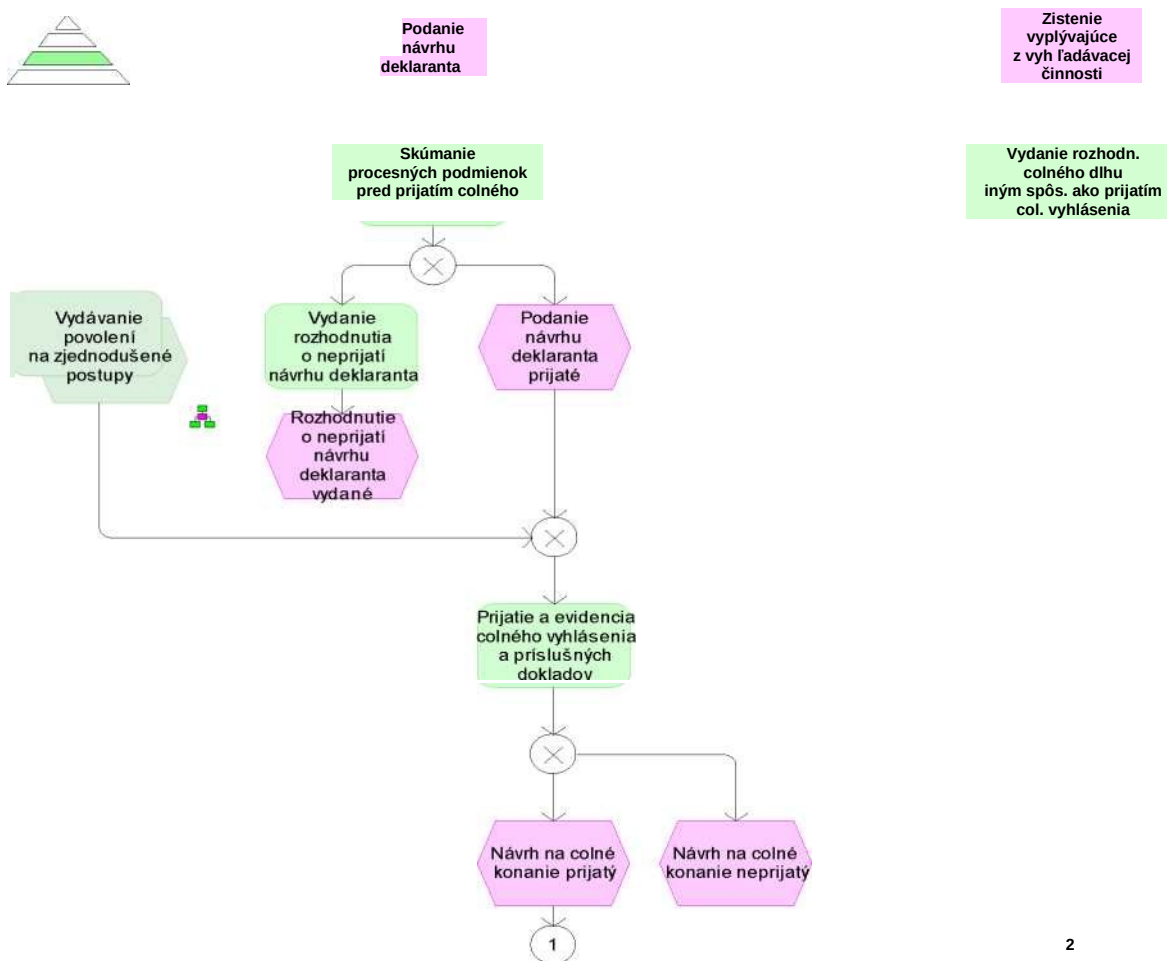 Podanie
návrhu
deklaranta
Zistenie
vyplývajúce
z vyh ľadávacej
činnosti
Skúmanie
procesných podmienok
pred prijatím colného
Vydanie rozhodn.
colného dlhu
iným spôs. ako prijatím
col. vyhlásenia
Vydávanie
povolení
na zjednodušené
postupy
Vydanie
rozhodnutia
o neprijatí
návrhu deklaranta
Podanie
návrhu
deklaranta
prijaté
Rozhodnutie
o neprijatí
návrhu
deklaranta
vydané
Prijatie a evidencia
colného vyhlásenia
a príslušných
dokladov
Návrh na colné
konanie prijatý
Návrh na colné
konanie neprijatý
1
2